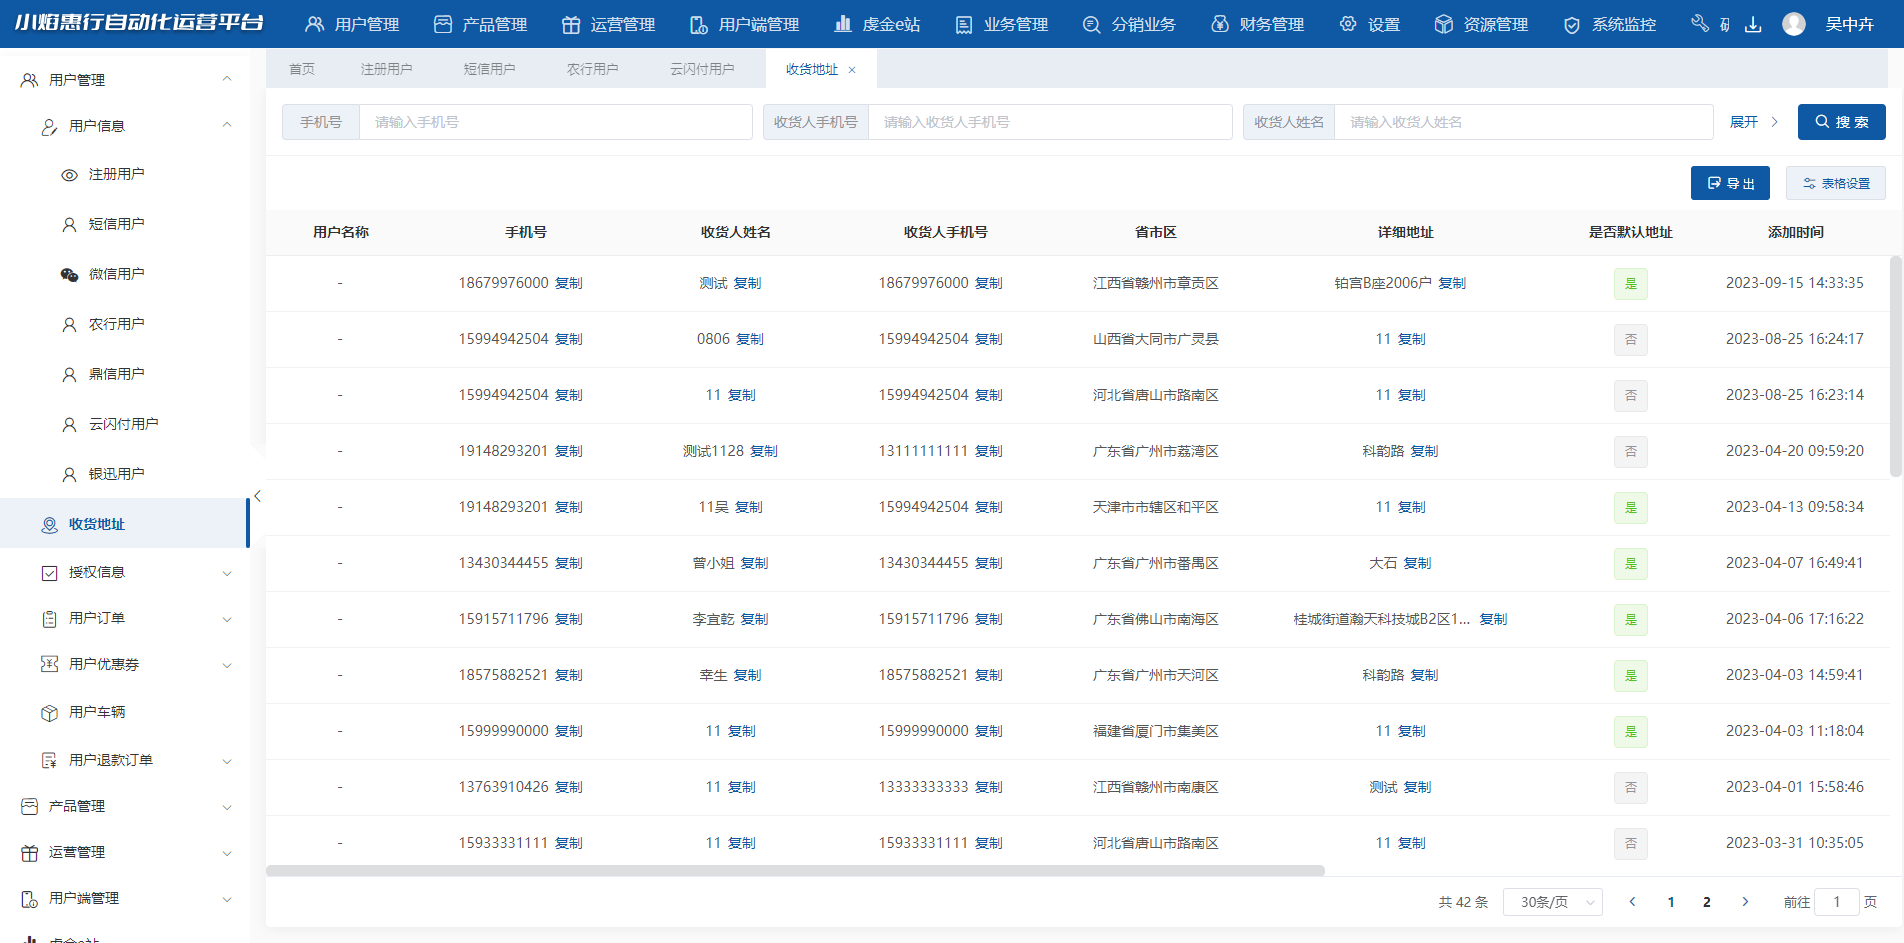 小焰惠行自动化运营平台
用户管理
产品管理
运营管理
用户端管理
虚金e站
业务管理
分销业务
财务管理
设置
资源管理
系统监控
吴中卉
用户管理
用户信息
注册用户
短信用户
微信用户
农行用户
鼎信用户
云闪付用户
银迅用户
收货地址
授权信息
用户订单
用户优惠券
用户车辆
用户退款订单
产品管理
运营管理
用户端管理
虚金e站
首页 注册用户 短信用户 农行用户 云闪付用户 收货地址 ×
手机号 请输入手机号 收货人手机号 请输入收货人手机号 收货人姓名 请输入收货人姓名 展开 搜索
导出 表格设置
用户名称 手机号 收货人姓名 收货人手机号 省市区 详细地址 是否默认地址 添加时间
- 18679976000 复制 测试 复制 18679976000 复制 江西省赣州市章贡区 铂宫B座2006户 复制 是 2023-09-15 14:33:35
- 15994942504 复制 0806 复制 15994942504 复制 山西省大同市广灵县 11 复制 否 2023-08-25 16:24:17
- 15994942504 复制 11 复制 15994942504 复制 河北省唐山市路南区 11 复制 否 2023-08-25 16:23:14
- 19148293201 复制 测试1128 复制 13111111111 复制 广东省广州市荔湾区 科韵路 复制 否 2023-04-20 09:59:20
- 19148293201 复制 11吴 复制 15994942504 复制 天津市市辖区和平区 11 复制 是 2023-04-13 09:58:34
- 13430344455 复制 曾小姐 复制 13430344455 复制 广东省广州市番禺区 大石 复制 是 2023-04-07 16:49:41
- 15915711796 复制 李宜乾 复制 15915711796 复制 广东省佛山市南海区 桂城街道瀚天科技城B2区1... 复制 是 2023-04-06 17:16:22
- 18575882521 复制 幸生 复制 18575882521 复制 广东省广州市天河区 科韵路 复制 是 2023-04-03 14:59:41
- 15999990000 复制 11 复制 15999990000 复制 福建省厦门市集美区 11 复制 是 2023-04-03 11:18:04
- 13763910426 复制 11 复制 13333333333 复制 江西省赣州市南康区 测试 复制 否 2023-04-01 15:58:46
- 15933331111 复制 11 复制 15933331111 复制 河北省唐山市路南区 11 复制 否 2023-03-31 10:35:05
共 42 条 30条/页 1 2 前往 1 页